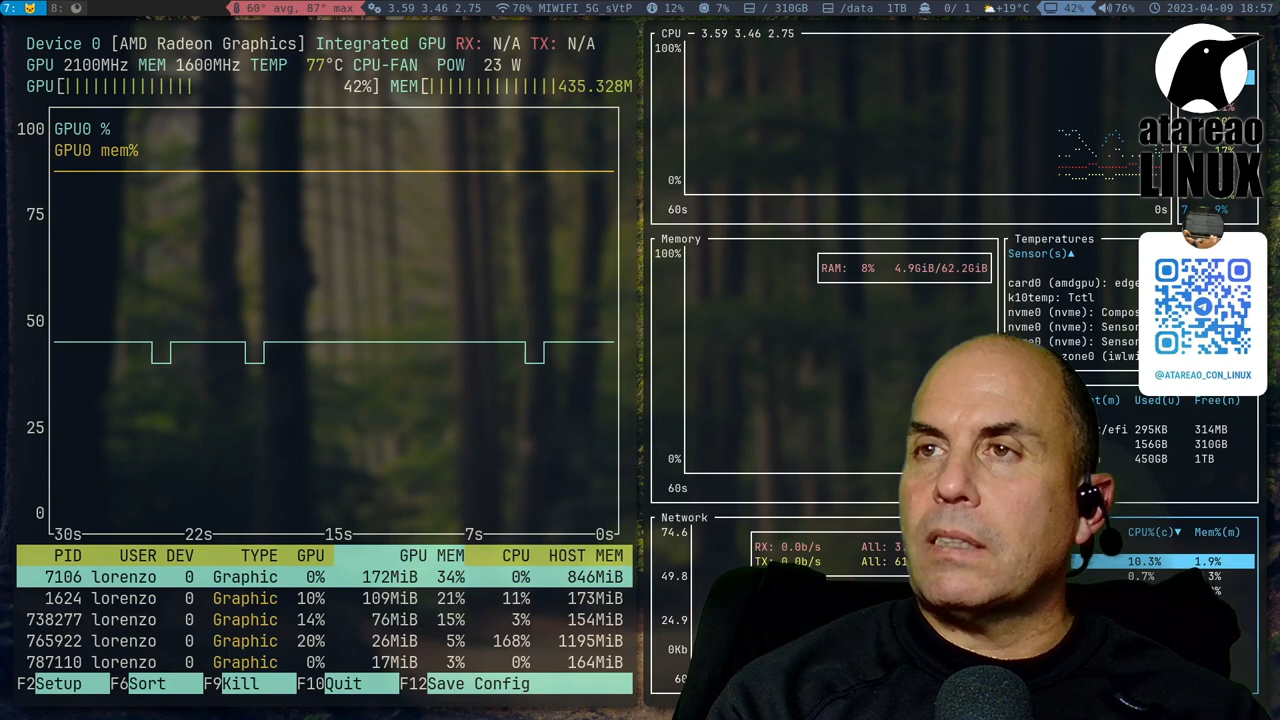 7: 8: 60° avg, 87° max 3.59 3.46 2.75 70% MIWIFI_5G_sVtP 12% 7% / 310GB /data 1TB 0/ 1 +19°C 42% 76% 2023-04-09 18:57
Device 0 [AMD Radeon Graphics] Integrated GPU RX: N/A TX: N/A
GPU 2100MHz MEM 1600MHz TEMP 77°C CPU-FAN POW 23 W
GPU[|||||||||||||| 42%] MEM[||||||||||||||435.328M
GPU0 %
GPU0 mem%
100
75
50
25
0
30s 22s 15s 7s 0s
PID USER DEV TYPE GPU GPU MEM CPU HOST MEM
7106 lorenzo 0 Graphic 0% 172MiB 34% 0% 846MiB
1624 lorenzo 0 Graphic 10% 109MiB 21% 11% 173MiB
738277 lorenzo 0 Graphic 14% 76MiB 15% 3% 154MiB
765922 lorenzo 0 Graphic 20% 26MiB 5% 168% 1195MiB
787110 lorenzo 0 Graphic 0% 17MiB 3% 0% 164MiB
F2Setup F6Sort F9Kill F10Quit F12Save Config
CPU — 3.59 3.46 2.75
100%
0%
60s 0s
atareao
LINUX
Memory
100%
RAM: 8% 4.9GiB/62.2GiB
0%
60s
Temperatures
Sensor(s)▲
card0 (amdgpu): edge
k10temp: Tctl
nvme0 (nvme): Compos
nvme0 (nvme): Sensor
nvme0 (nvme): Sensor
@ATAREAO_CON_LINUX
Used(u) Free(n)
/efi 295KB 314MB
156GB 310GB
450GB 1TB
Network
74.6
49.8
24.9
0Kb
RX: 0.0b/s All: 3.
TX: 0.0b/s All: 61
CPU%(c)▼ Mem%(m)
10.3% 1.9%
0.7%